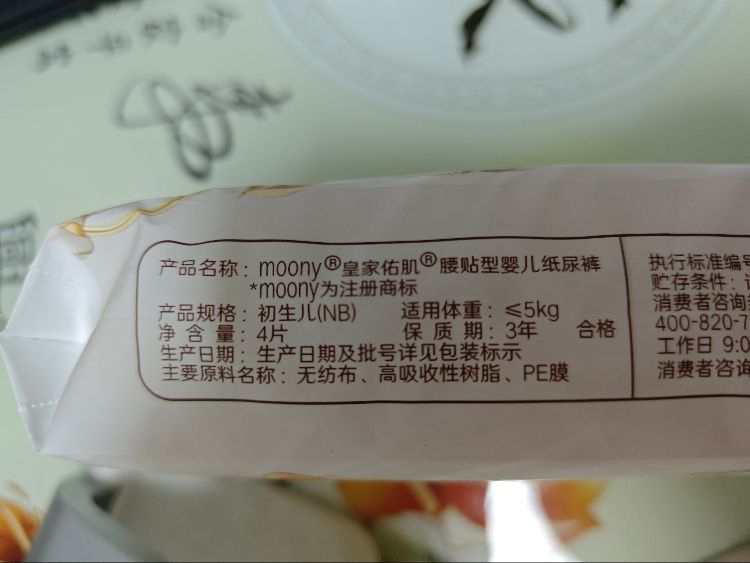 合家平安
产品名称：moony®皇家佑肌®腰贴型婴儿纸尿裤
*moony为注册商标
产品规格：初生儿(NB) 适用体重：≤5kg
净含量：4片 保质期：3年 合格
生产日期：生产日期及批号详见包装标示
主要原料名称：无纺布、高吸收性树脂、PE膜
执行标准编号
贮存条件：
消费者咨询
400-820-7
工作日 9:0
消费者咨询